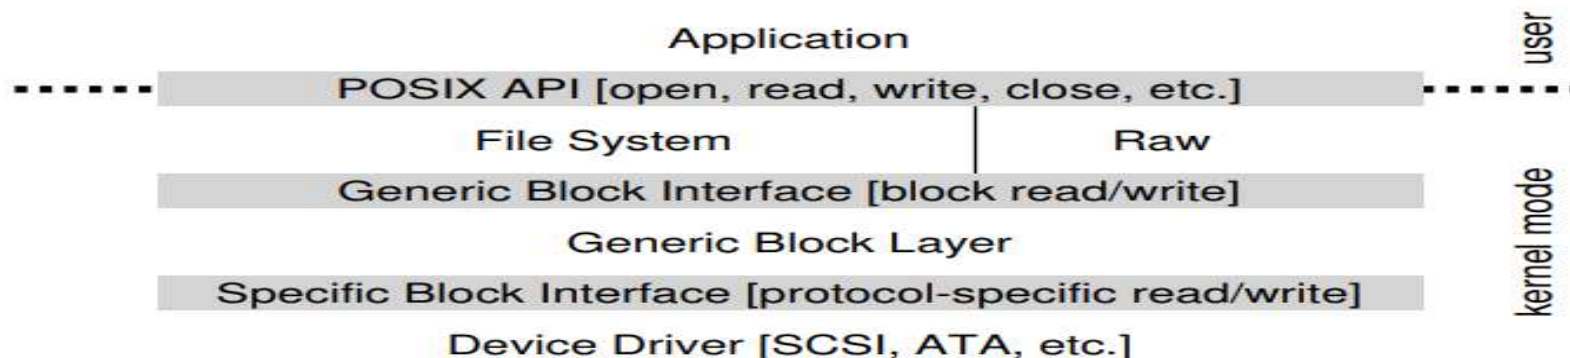 Application
user
POSIX API [open, read, write, close, etc.]
File System Raw
Generic Block Interface [block read/write]
kernel mode
Generic Block Layer
Specific Block Interface [protocol-specific read/write]
Device Driver [SCSI, ATA, etc.]